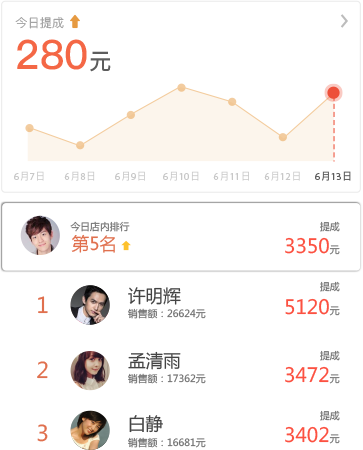 今日提成
280元
6月7日 6月8日 6月9日 6月10日 6月11日 6月12日 6月13日
今日店内排行
第5名
提成
3350元
1
许明辉
销售额：26624元
提成
5120元
2
孟清雨
销售额：17362元
提成
3472元
3
白静
销售额：16681元
提成
3402元